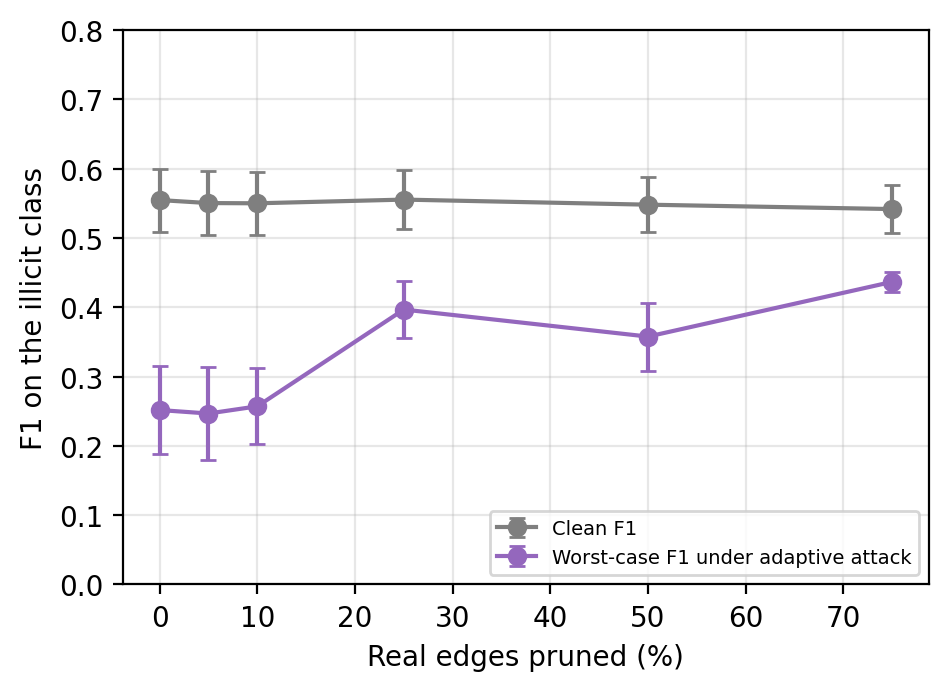 0.8
0.7
0.6
0.5
0.4
0.3
0.2
0.1
0.0
F1 on the illicit class
Clean F1
Worst-case F1 under adaptive attack
0 10 20 30 40 50 60 70
Real edges pruned (%)